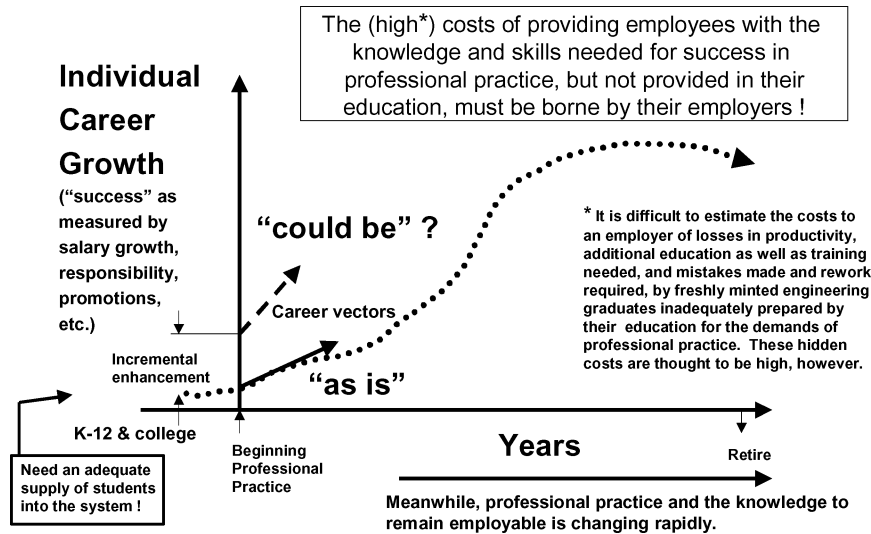 The (high*) costs of providing employees with the
knowledge and skills needed for success in
professional practice, but not provided in their
education, must be borne by their employers !
Individual
Career
Growth
(“success” as
measured by
salary growth,
responsibility,
promotions,
etc.)
“could be” ?
Career vectors
* It is difficult to estimate the costs to
an employer of losses in productivity,
additional education as well as training
needed, and mistakes made and rework
required, by freshly minted engineering
graduates inadequately prepared by
their education for the demands of
professional practice. These hidden
costs are thought to be high, however.
Incremental
enhancement
“as is”
K-12 & college
Beginning
Professional
Practice
Years
Retire
Need an adequate
supply of students
into the system !
Meanwhile, professional practice and the knowledge to
remain employable is changing rapidly.